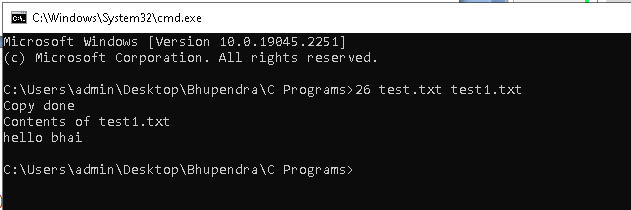 C:\Windows\System32\cmd.exe
Microsoft Windows [Version 10.0.19045.2251]
(c) Microsoft Corporation. All rights reserved.
C:\Users\admin\Desktop\Bhupendra\C Programs>26 test.txt test1.txt
Copy done
Contents of test1.txt
hello bhai
C:\Users\admin\Desktop\Bhupendra\C Programs>